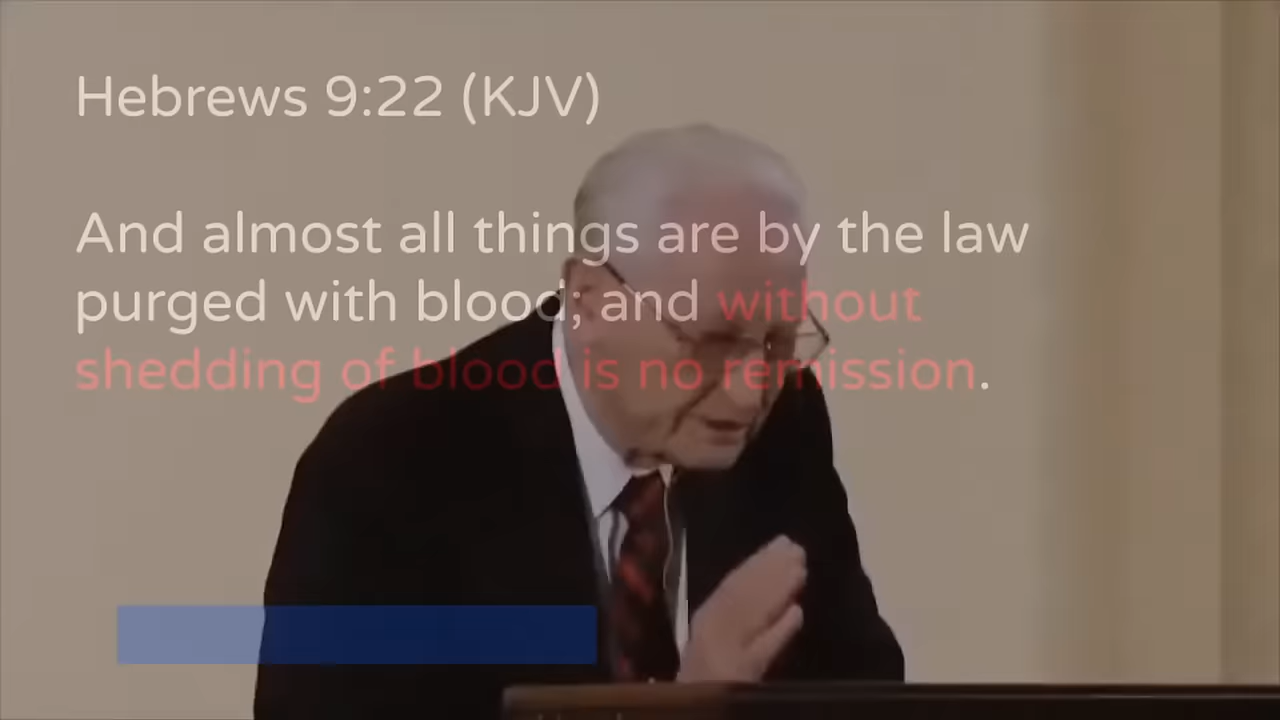 Hebrews 9:22 (KJV)
And almost all things are by the law
purged with blood; and without
shedding of blood is no remission.